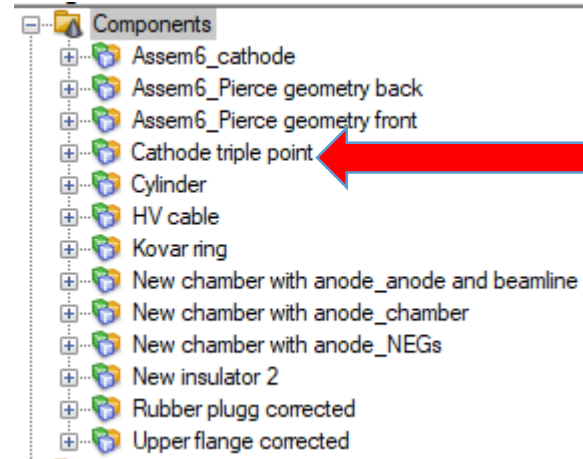 Components
Assem6_cathode
Assem6_Pierce geometry back
Assem6_Pierce geometry front
Cathode triple point
Cylinder
HV cable
Kovar ring
New chamber with anode_anode and beamline
New chamber with anode_chamber
New chamber with anode_NEGs
New insulator 2
Rubber plugg corrected
Upper flange corrected